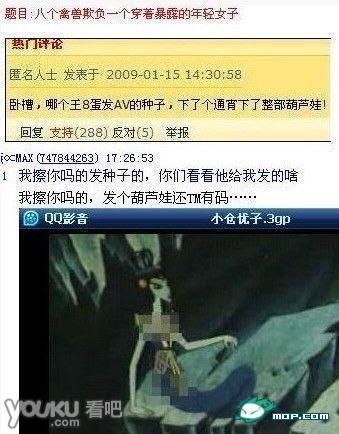 题目:八个禽兽欺负一个穿着暴露的年轻女子
热门评论
匿名人士 发表于 2009-01-15 14:30:58
卧槽，哪个王8蛋发AV的种子，下了个通宵下了整部葫芦娃!
回复 支持(288) 反对(5) 举报
i<<MAX(747844263) 17:26:53
1 我擦你吗的发种子的，你们看看他给我发的啥
我擦你吗的，发个葫芦娃还TM有码……
QQ影音 小仓优子.3gp
YOUKU 看吧
mop.com